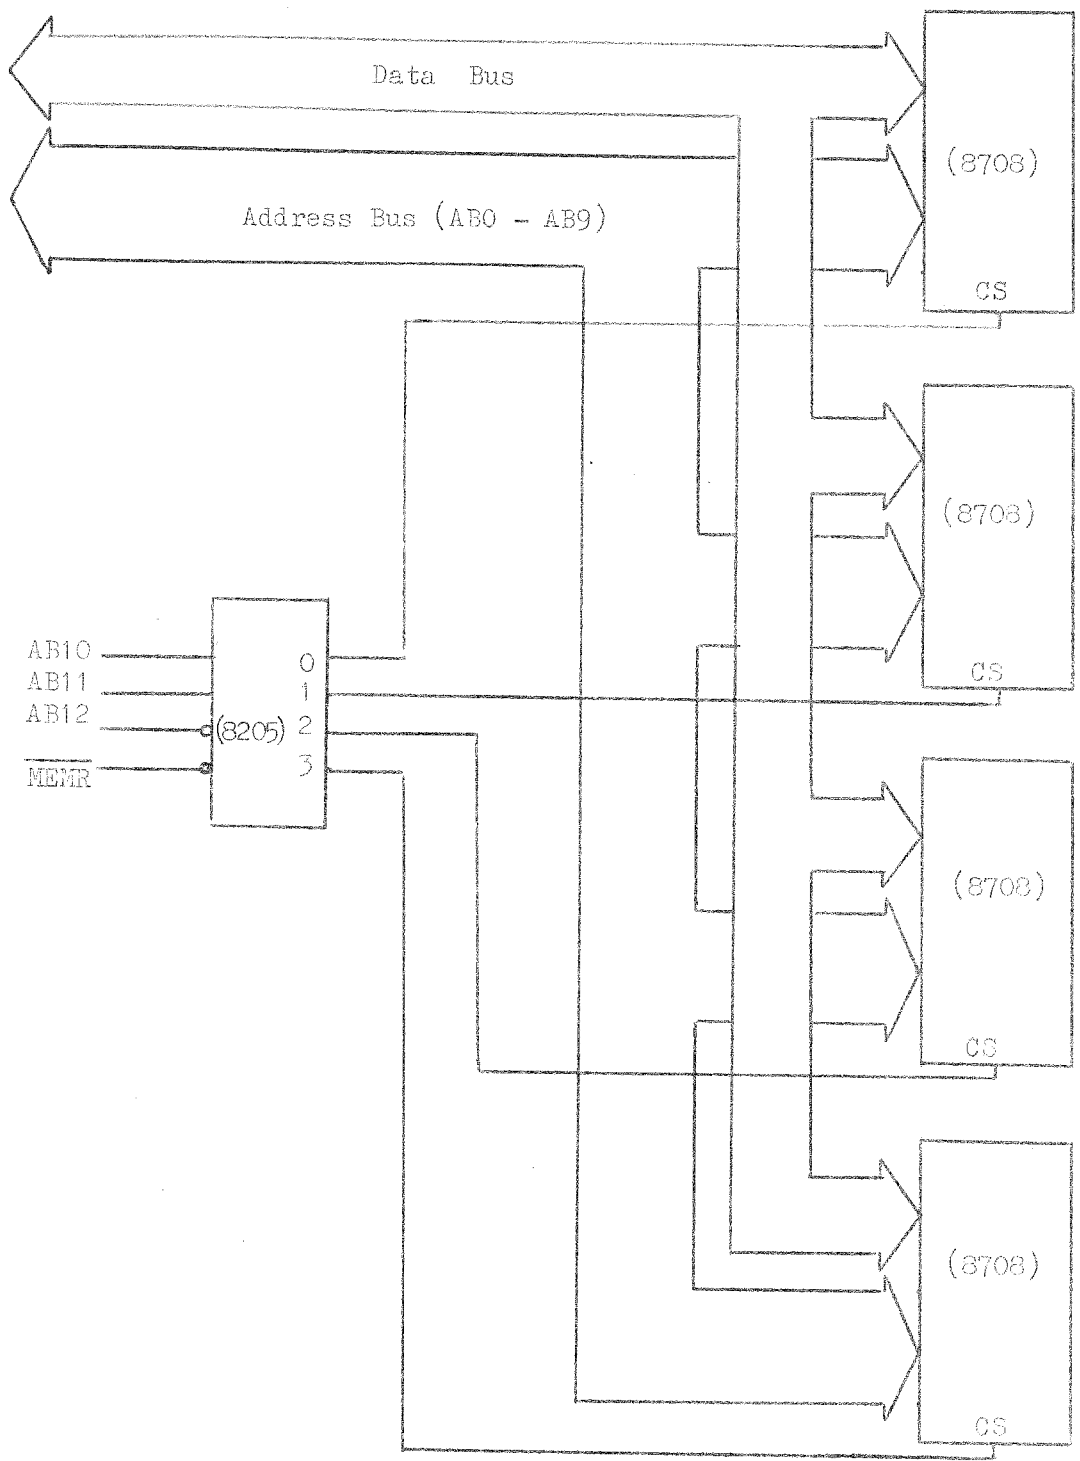 Data Bus
(8708)
Address Bus (AB0 - AB9)
CS
(8708)
CS
AB10
AB11
AB12
MEMR
(8205)
0
1
2
3
(8708)
CS
(8708)
CS